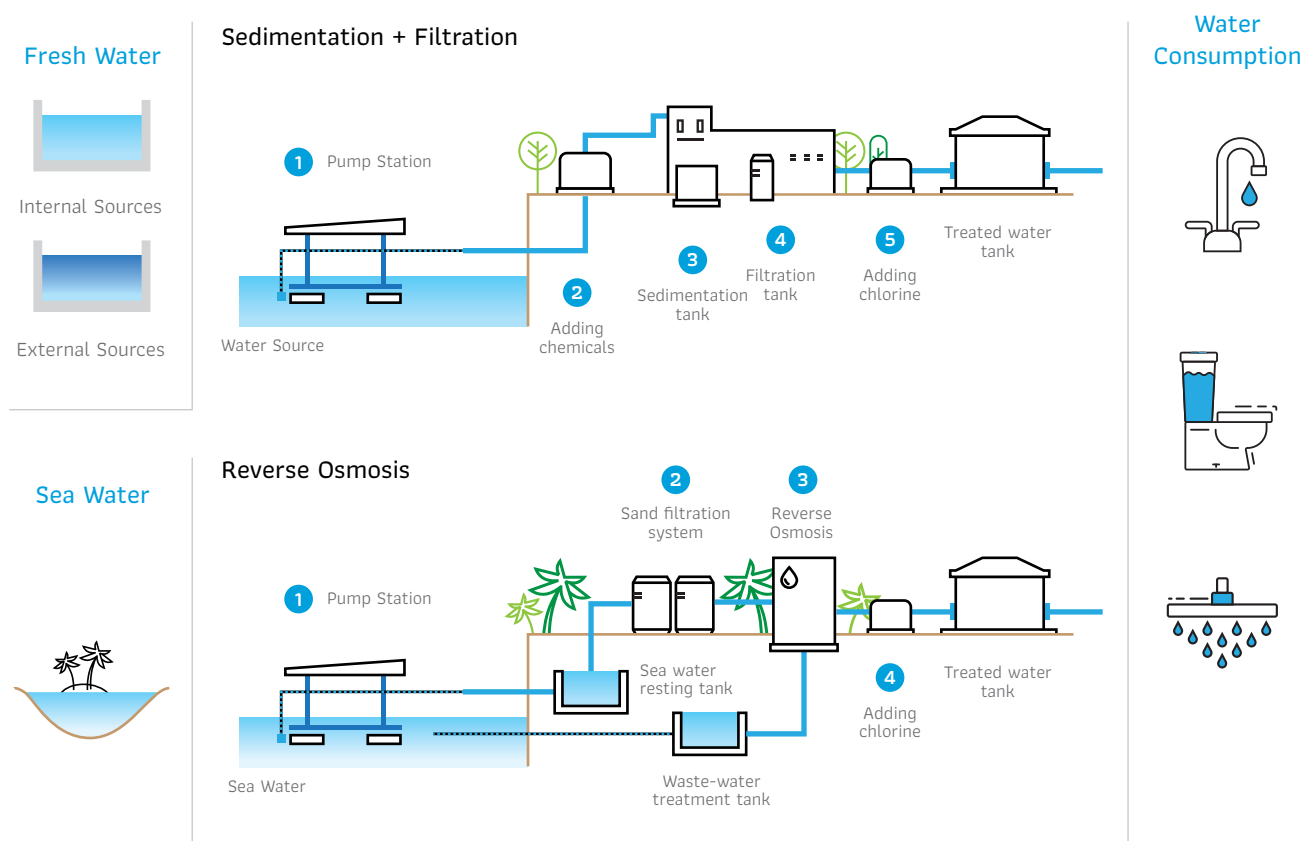 Fresh Water
Internal Sources
External Sources
Sedimentation + Filtration
1 Pump Station
Water Source
2
Adding
chemicals
3
Sedimentation
tank
4
Filtration
tank
5
Adding
chlorine
Treated water
tank
Sea Water
Reverse Osmosis
1 Pump Station
Sea Water
2
Sand filtration
system
3
Reverse
Osmosis
Sea water
resting tank
Waste-water
treatment tank
4
Adding
chlorine
Treated water
tank
Water
Consumption